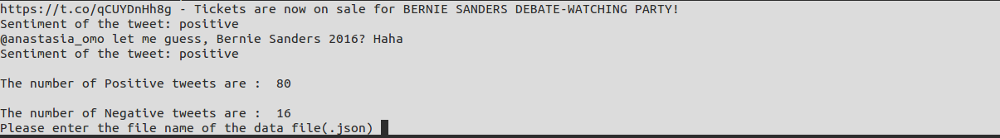 https://t.co/qCUYDnHh8g - Tickets are now on sale for BERNIE SANDERS DEBATE-WATCHING PARTY!
Sentiment of the tweet: positive
@anastasia_omo let me guess, Bernie Sanders 2016? Haha
Sentiment of the tweet: positive
The number of Positive tweets are :  80
The number of Negative tweets are :  16
Please enter the file name of the data file(.json)